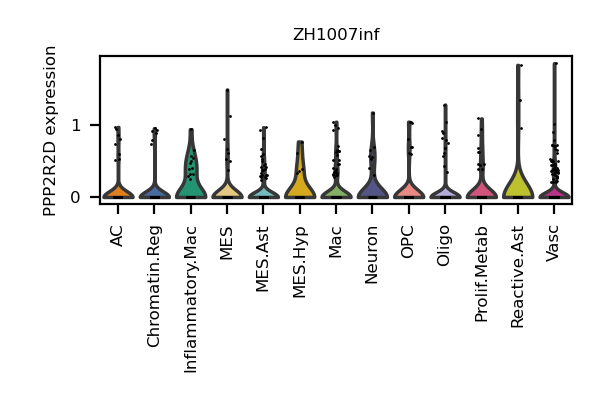 ZH1007inf
PPP2R2D expression
1
0
AC
Chromatin.Reg
Inflammatory.Mac
MES
MES.Ast
MES.Hyp
Mac
Neuron
OPC
Oligo
Prolif.Metab
Reactive.Ast
Vasc